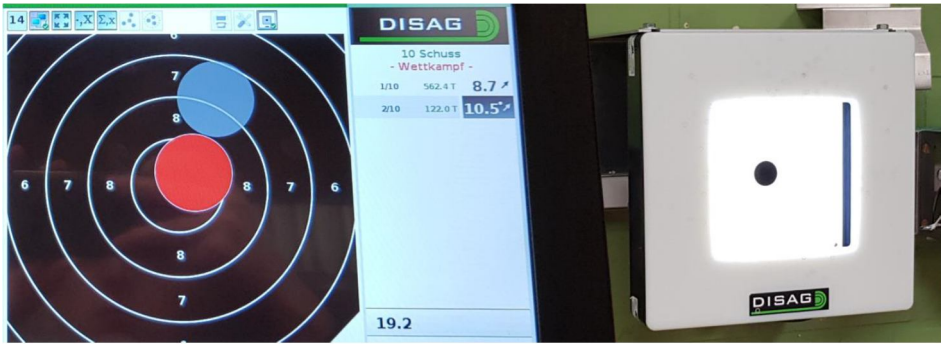 14 -,X Σ,x
6
7
8
6 7 8 8 7 6
8
7
DISAG
10 Schuss
- Wettkampf -
1/10 562.4 T 8.7
2/10 122.0 T 10.5*
19.2
DISAG